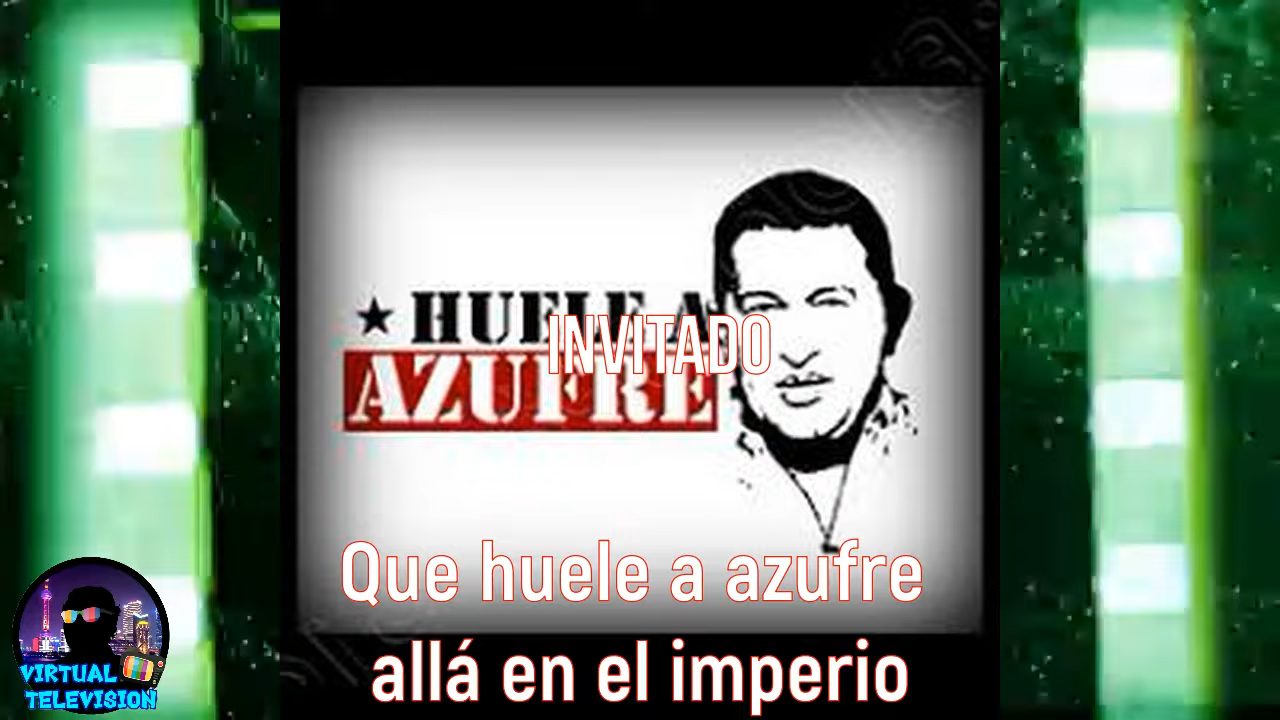 HUELE A
INVITADO
AZUFRE
Que huele a azufre
allá en el imperio
VIRTUAL
TELEVISION